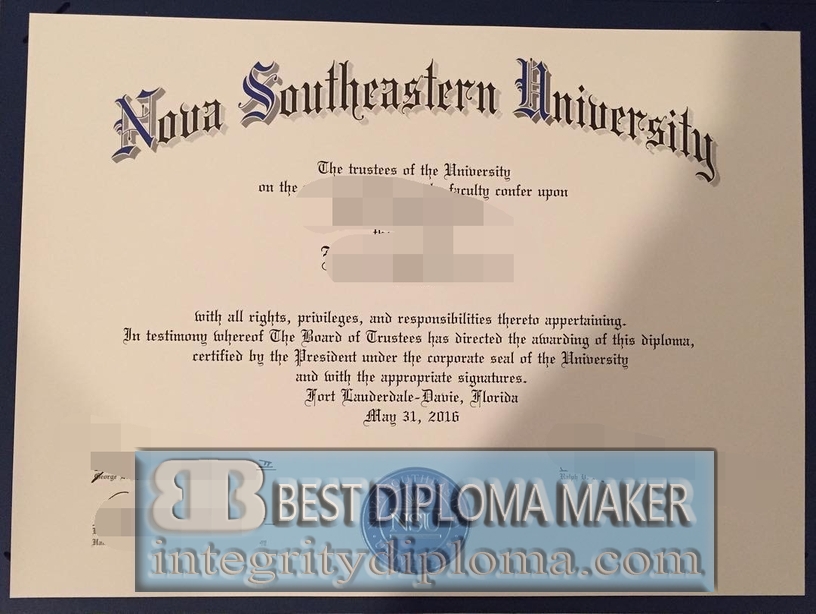 Nova Southeastern University
The trustees of the University
on the faculty confer upon
with all rights, privileges, and responsibilities thereto appertaining.
In testimony whereof The Board of Trustees has directed the awarding of this diploma,
certified by the President under the corporate seal of the University
and with the appropriate signatures.
Fort Lauderdale-Davie, Florida
May 31, 2016
George
BB BEST DIPLOMA MAKER
integritydiploma.com